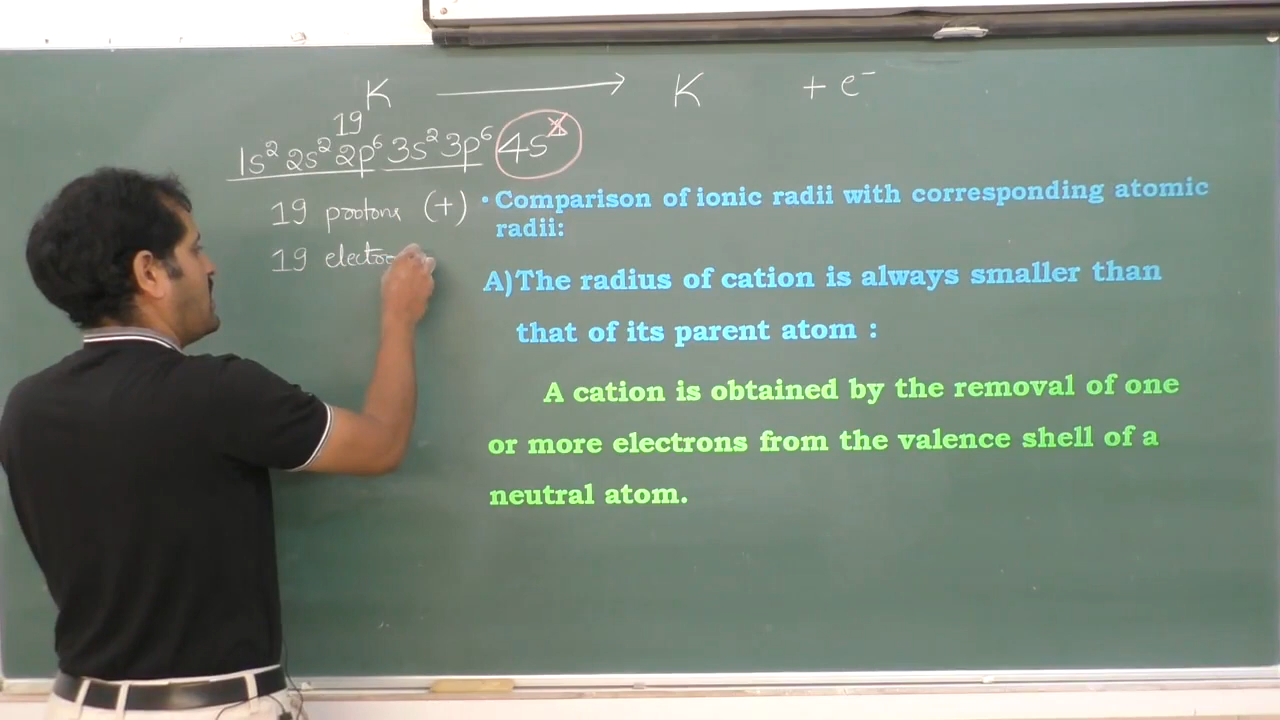 K ⟶ K + e⁻
19
1s² 2s² 2p⁶ 3s² 3p⁶ 4s
19 protons (+)
19 electro
• Comparison of ionic radii with corresponding atomic
radii:
A)The radius of cation is always smaller than
that of its parent atom :
A cation is obtained by the removal of one
or more electrons from the valence shell of a
neutral atom.